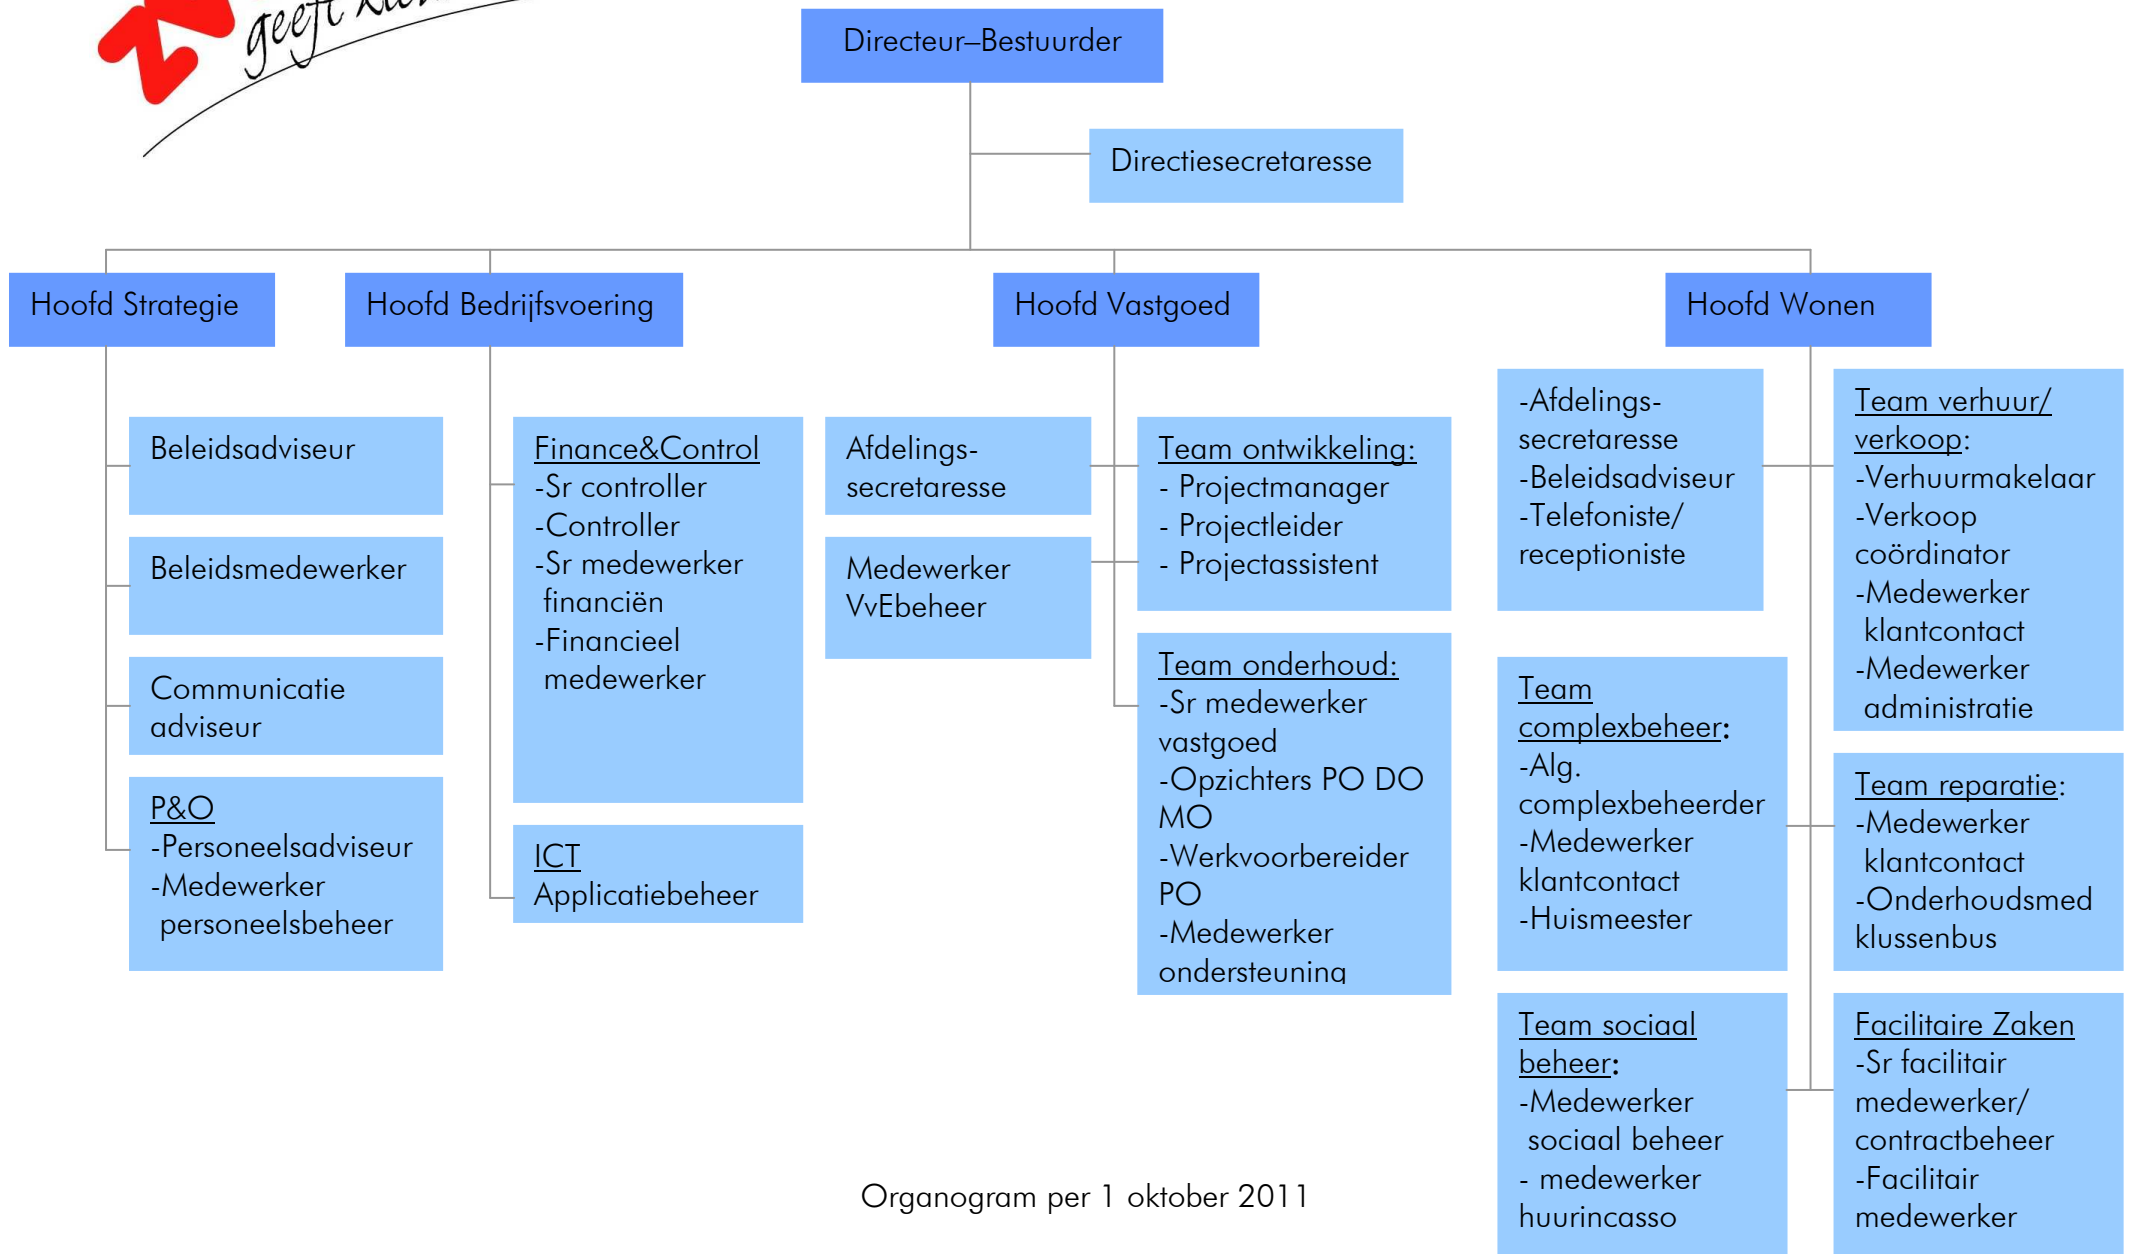 geeft
Directeur–Bestuurder
Directiesecretaresse
Hoofd Strategie
Hoofd Bedrijfsvoering
Hoofd Vastgoed
Hoofd Wonen
Beleidsadviseur
Beleidsmedewerker
Communicatie
adviseur
P&O
-Personeelsadviseur
-Medewerker
personeelsbeheer
Finance&Control
-Sr controller
-Controller
-Sr medewerker
financiën
-Financieel
medewerker
ICT
Applicatiebeheer
Afdelings-
secretaresse
Medewerker
VvEbeheer
Team ontwikkeling:
- Projectmanager
- Projectleider
- Projectassistent
Team onderhoud:
-Sr medewerker
vastgoed
-Opzichters PO DO
MO
-Werkvoorbereider
PO
-Medewerker
ondersteuning
-Afdelings-
secretaresse
-Beleidsadviseur
-Telefoniste/
receptioniste
Team
complexbeheer:
-Alg.
complexbeheerder
-Medewerker
klantcontact
-Huismeester
Team sociaal
beheer:
-Medewerker
sociaal beheer
- medewerker
huurincasso
Team verhuur/
verkoop:
-Verhuurmakelaar
-Verkoop
coördinator
-Medewerker
klantcontact
-Medewerker
administratie
Team reparatie:
-Medewerker
klantcontact
-Onderhoudsmed
klussenbus
Facilitaire Zaken
-Sr facilitair
medewerker/
contractbeheer
-Facilitair
medewerker
Organogram per 1 oktober 2011